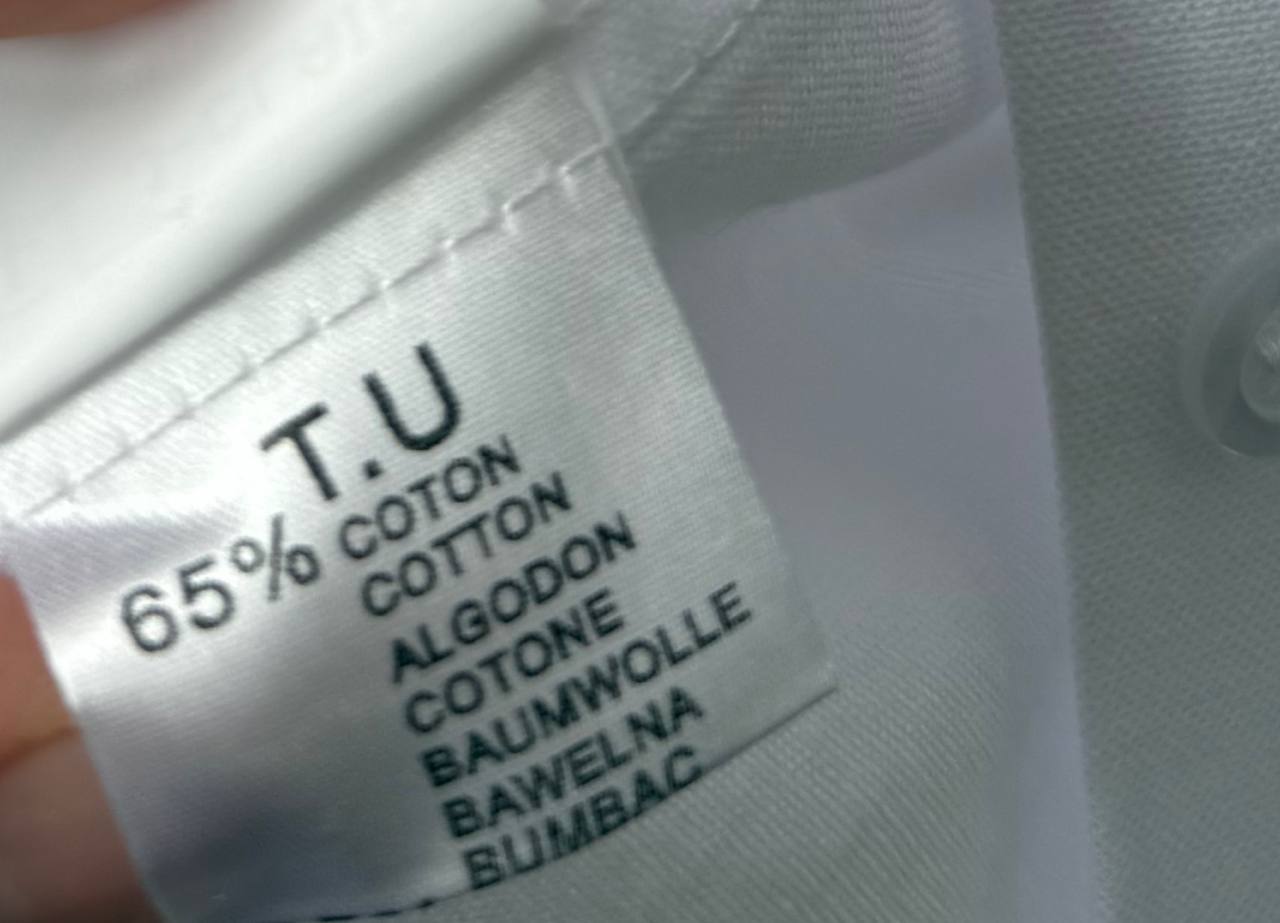 T.U
65% COTON
COTTON
ALGODON
COTONE
BAUMWOLLE
BAWELNA
BUMBAC